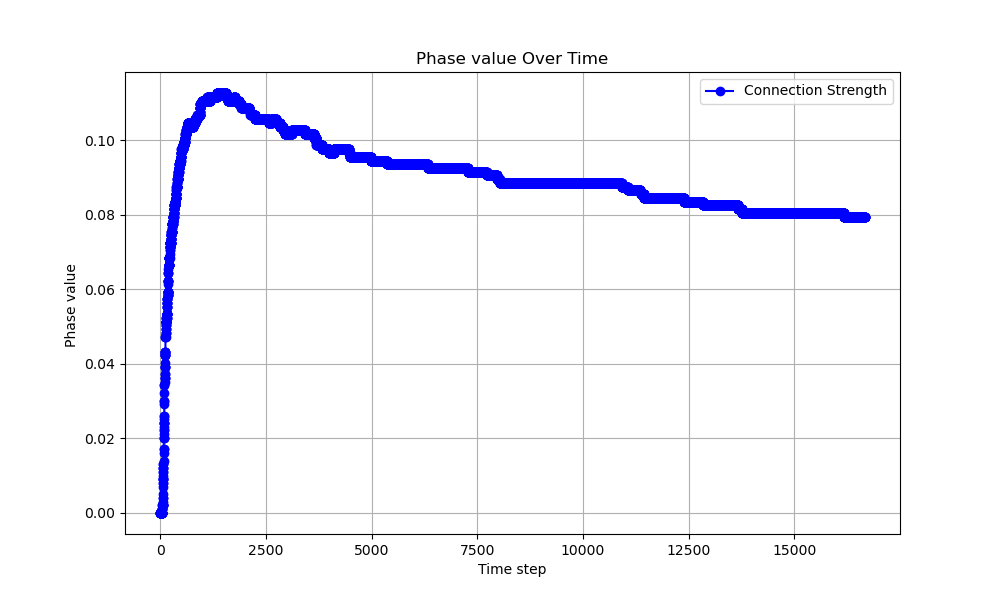 Phase value Over Time
Connection Strength
Phase value
0.10
0.08
0.06
0.04
0.02
0.00
0 2500 5000 7500 10000 12500 15000
Time step